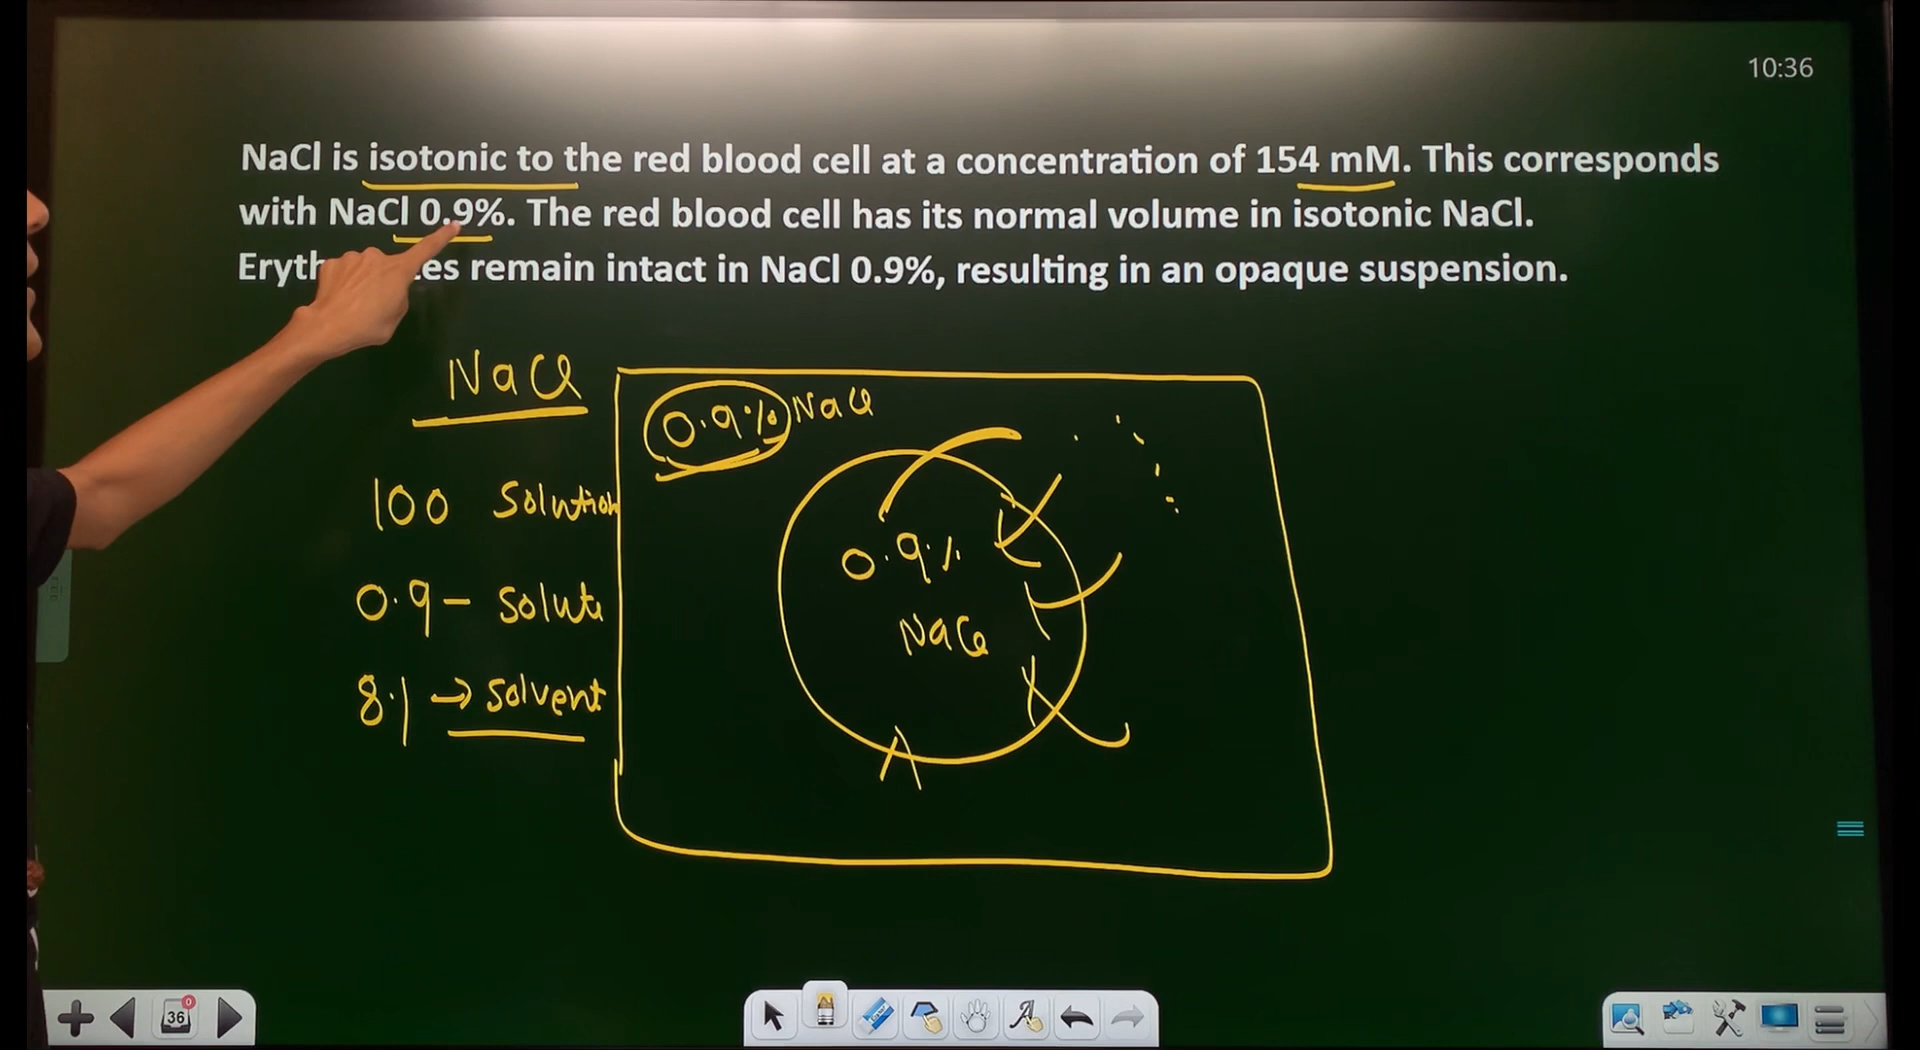 10:36
NaCl is isotonic to the red blood cell at a concentration of 154 mM. This corresponds
with NaCl 0.9%. The red blood cell has its normal volume in isotonic NaCl.
remain intact in NaCl 0.9%, resulting in an opaque suspension.
NaCl
0.9% NaCl
100 Solution
0.9%
NaCl
0.9 - Solute
8.1 → Solvent
36
0